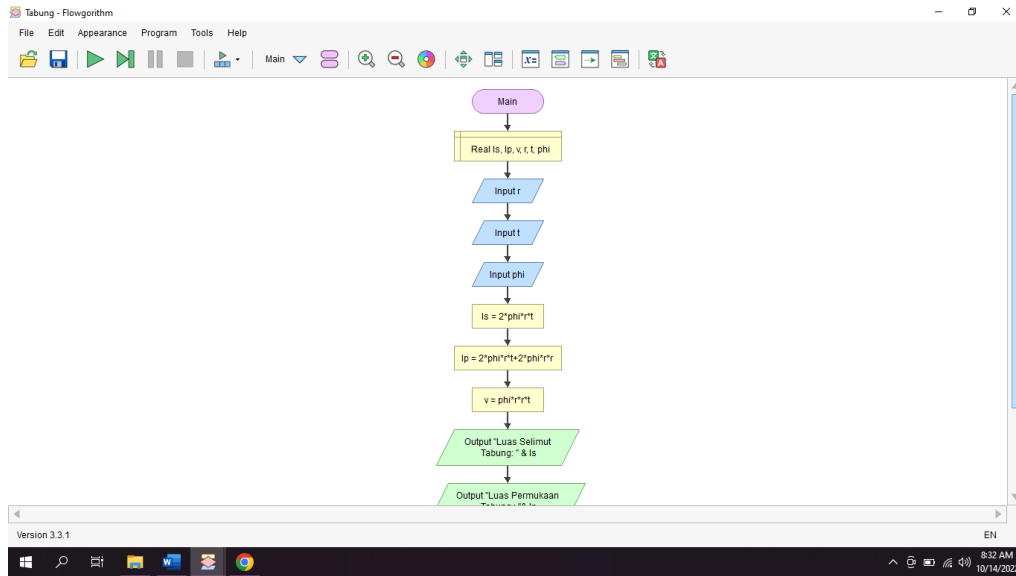 Tabung - Flowgorithm
File Edit Appearance Program Tools Help
Main
Main
Real ls, lp, v, r, t, phi
Input r
Input t
Input phi
ls = 2*phi*r*t
lp = 2*phi*r*t+2*phi*r*r
v = phi*r*r*t
Output "Luas Selimut
Tabung: " & ls
Output "Luas Permukaan
Version 3.3.1
EN
8:32 AM